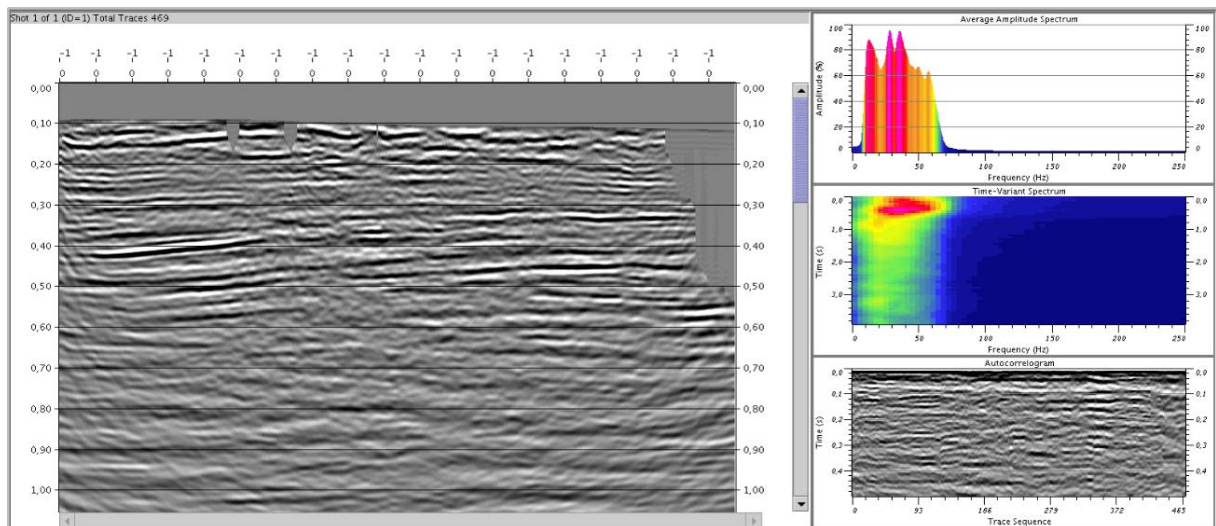 Shot 1 of 1 (ID=1) Total Traces 469
-1 -1 -1 -1 -1 -1 -1 -1 -1 -1 -1 -1 -1 -1 -1 -1 -1 -1 -1
0 0 0 0 0 0 0 0 0 0 0 0 0 0 0 0 0 0 0
0,00 0,00
0,10 0,10
0,20 0,20
0,30 0,30
0,40 0,40
0,50 0,50
0,60 0,60
0,70 0,70
0,80 0,80
0,90 0,90
1,00 1,00
Average Amplitude Spectrum
Amplitude (%)
100 100
80 80
60 60
40 40
20 20
0 0
0 50 100 150 200 250
Frequency (Hz)
Time-Variant Spectrum
Time (s)
0,0 0,0
1,0 1,0
2,0 2,0
3,0 3,0
0 50 100 150 200 250
Frequency (Hz)
Autocorrelogram
Time (s)
0,0 0,0
0,1 0,1
0,2 0,2
0,3 0,3
0,4 0,4
0 93 186 279 372 465
Trace Sequence